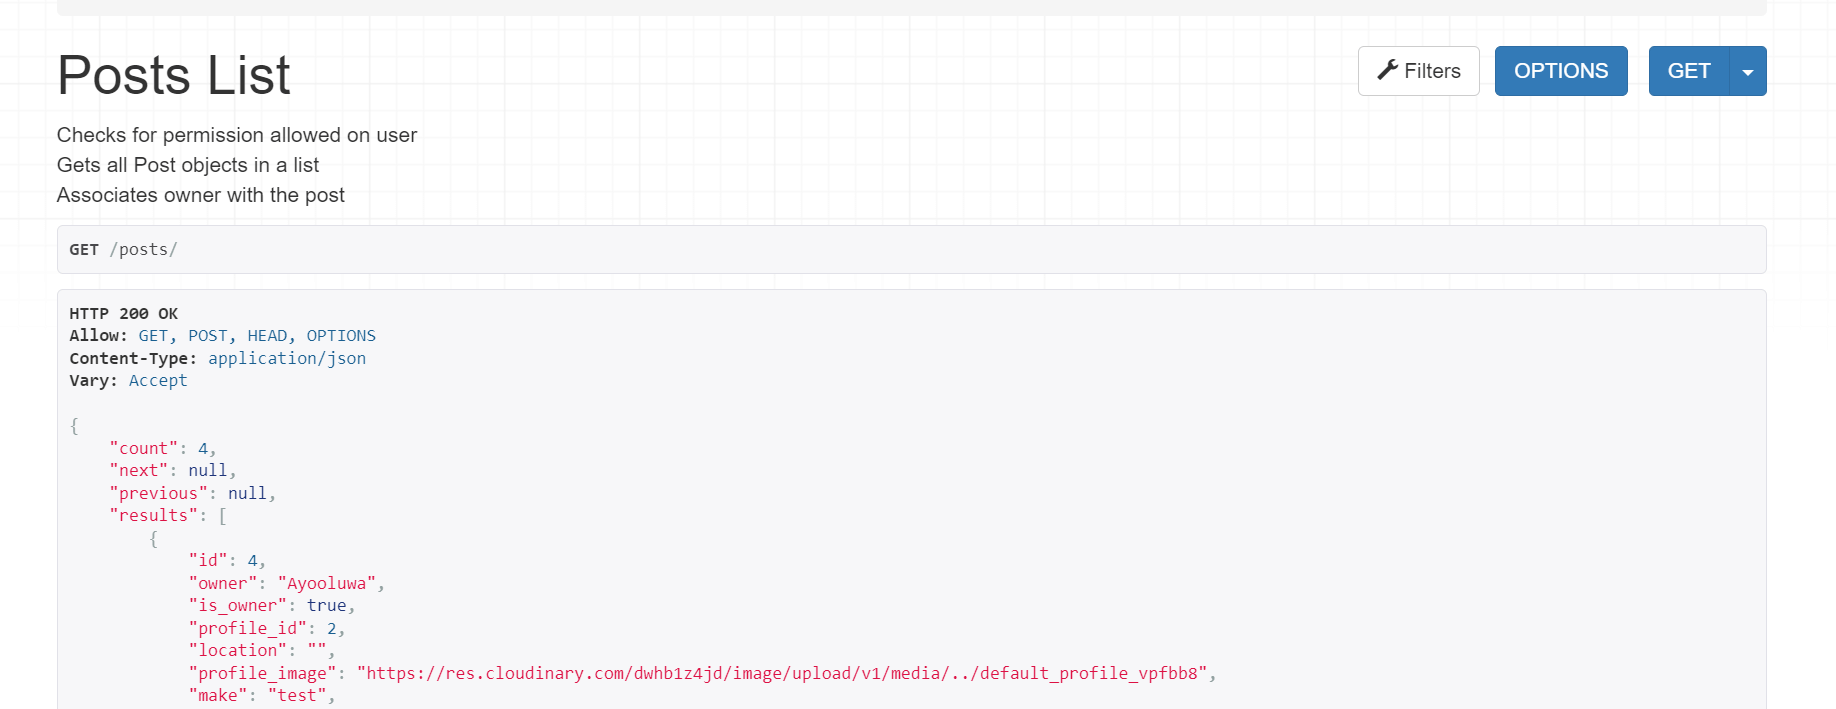 Posts List
Filters
OPTIONS
GET
Checks for permission allowed on user
Gets all Post objects in a list
Associates owner with the post
GET /posts/
HTTP 200 OK
Allow: GET, POST, HEAD, OPTIONS
Content-Type: application/json
Vary: Accept
{
    "count": 4,
    "next": null,
    "previous": null,
    "results": [
        {
            "id": 4,
            "owner": "Ayooluwa",
            "is_owner": true,
            "profile_id": 2,
            "location": "",
            "profile_image": "https://res.cloudinary.com/dwhb1z4jd/image/upload/v1/media/../default_profile_vpfbb8",
            "make": "test",